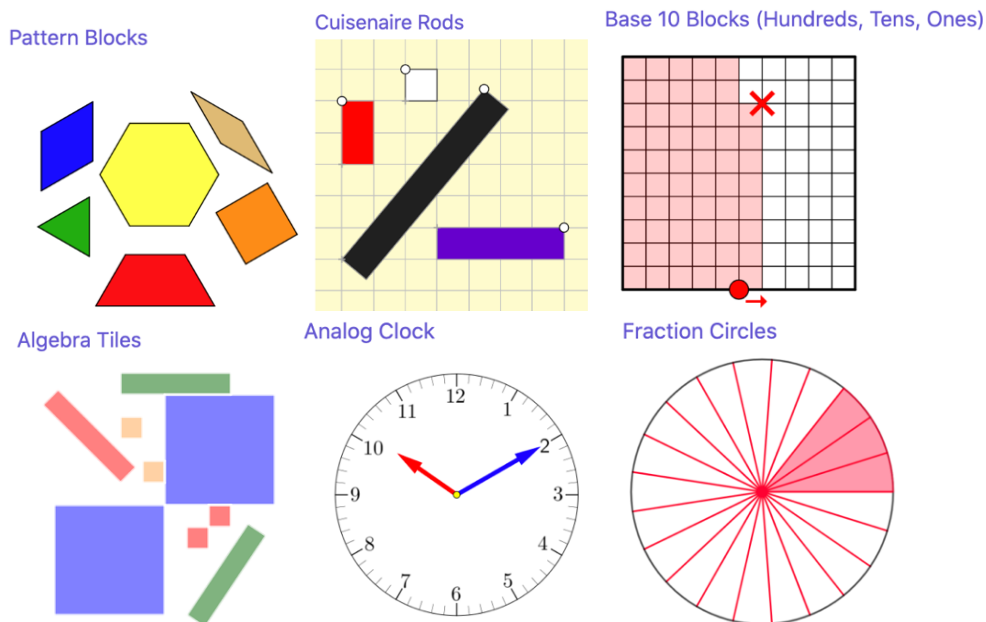 Pattern Blocks
Cuisenaire Rods
Base 10 Blocks (Hundreds, Tens, Ones)
Algebra Tiles
Analog Clock
Fraction Circles
12
1
2
3
4
5
6
7
8
9
10
11